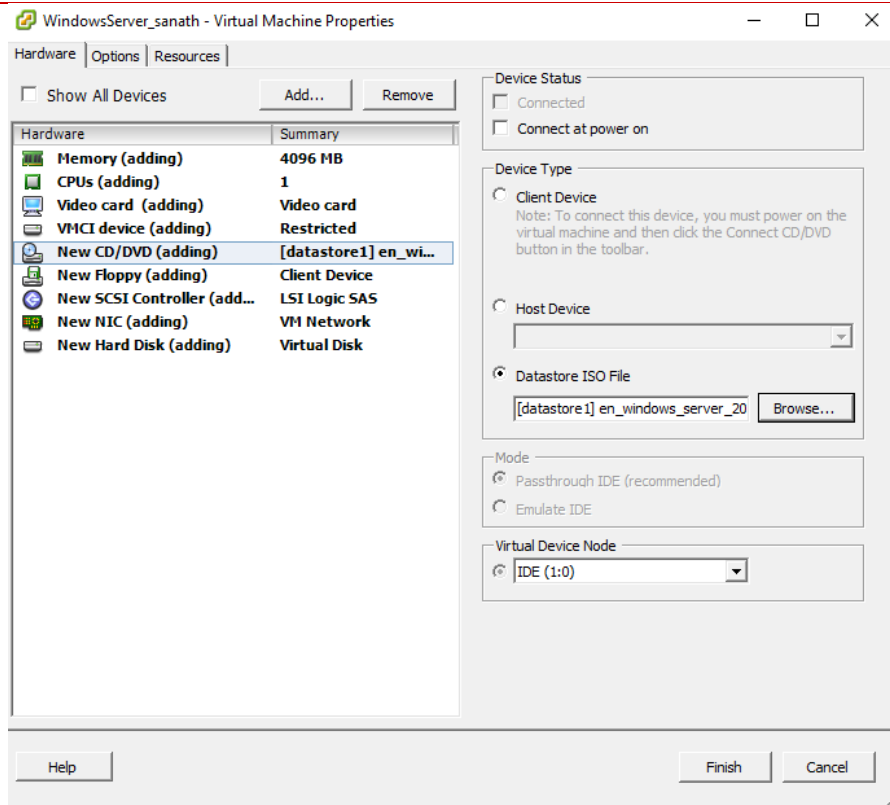 WindowsServer_sanath - Virtual Machine Properties
Hardware Options Resources
Show All Devices
Add...
Remove
Hardware Summary
Memory (adding) 4096 MB
CPUs (adding) 1
Video card (adding) Video card
VMCI device (adding) Restricted
New CD/DVD (adding) [datastore1] en_wi...
New Floppy (adding) Client Device
New SCSI Controller (add... LSI Logic SAS
New NIC (adding) VM Network
New Hard Disk (adding) Virtual Disk
Device Status
Connected
Connect at power on
Device Type
Client Device
Note: To connect this device, you must power on the
virtual machine and then click the Connect CD/DVD
button in the toolbar.
Host Device
Datastore ISO File
[datastore1] en_windows_server_20
Browse...
Mode
Passthrough IDE (recommended)
Emulate IDE
Virtual Device Node
IDE (1:0)
Help
Finish
Cancel